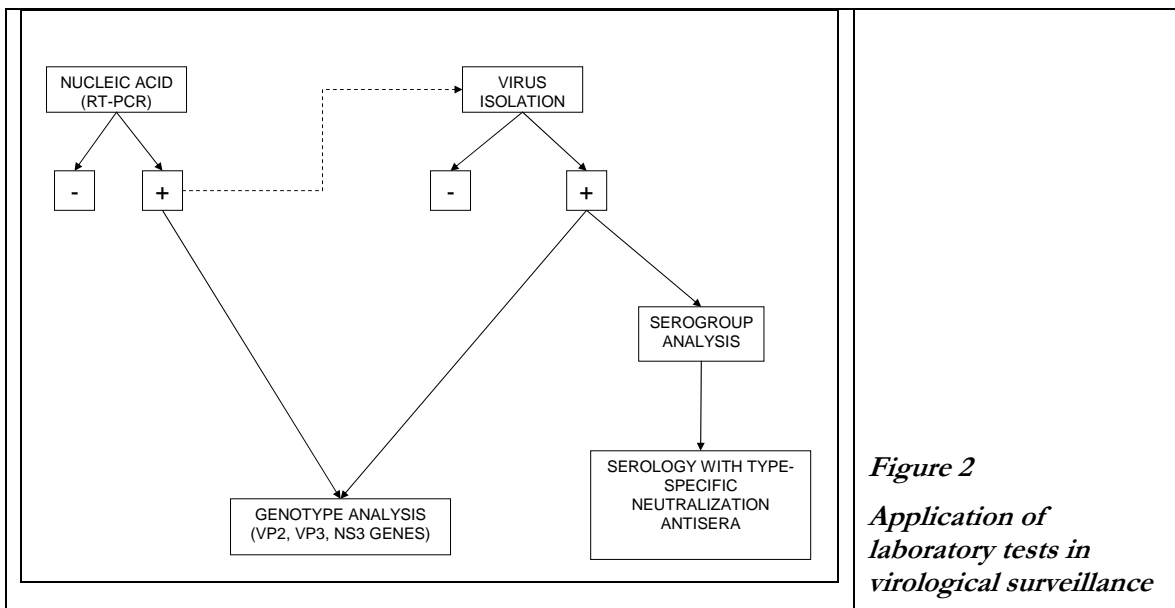 NUCLEIC ACID
(RT-PCR)
VIRUS
ISOLATION
-
+
-
+
SEROGROUP
ANALYSIS
GENOTYPE ANALYSIS
(VP2, VP3, NS3 GENES)
SEROLOGY WITH TYPE-
SPECIFIC
NEUTRALIZATION
ANTISERA
Figure 2
Application of
laboratory tests in
virological surveillance